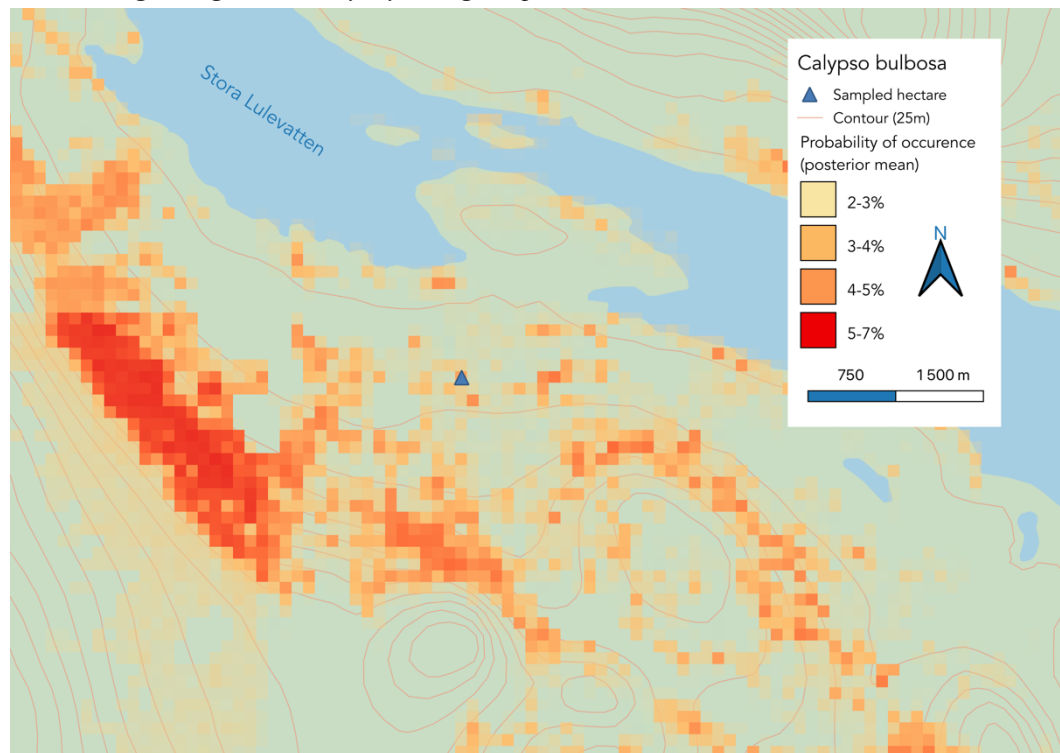 Stora Lulevatten
Calypso bulbosa
Sampled hectare
Contour (25m)
Probability of occurence
(posterior mean)
2-3%
3-4%
4-5%
5-7%
N
750 1 500 m